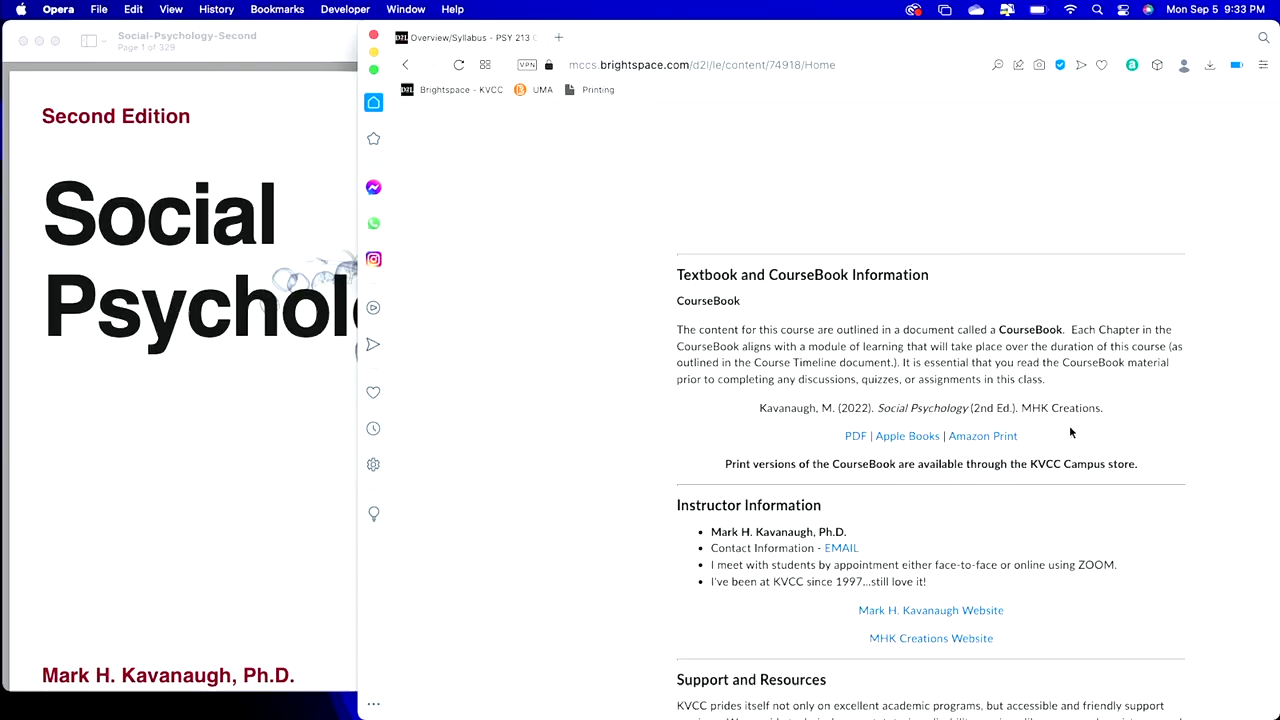 Opera File Edit View History Bookmarks Developer Window Help Mon Sep 5 9:33 PM
Social-Psychology-Second
Page 1 of 329
Second Edition
Social
Mark H. Kavanaugh, Ph.D.
D2L Overview/Syllabus - PSY 213
VPN mccs.brightspace.com/d2l/le/content/74918/Home
D2L Brightspace - KVCC UMA Printing
Textbook and CourseBook Information
CourseBook
The content for this course are outlined in a document called a CourseBook. Each Chapter in the
CourseBook aligns with a module of learning that will take place over the duration of this course (as
outlined in the Course Timeline document.). It is essential that you read the CourseBook material
prior to completing any discussions, quizzes, or assignments in this class.
Kavanaugh, M. (2022). Social Psychology (2nd Ed.). MHK Creations.
PDF | Apple Books | Amazon Print
Print versions of the CourseBook are available through the KVCC Campus store.
Instructor Information
• Mark H. Kavanaugh, Ph.D.
• Contact Information - EMAIL
• I meet with students by appointment either face-to-face or online using ZOOM.
• I've been at KVCC since 1997...still love it!
Mark H. Kavanaugh Website
MHK Creations Website
Support and Resources
KVCC prides itself not only on excellent academic programs, but accessible and friendly support